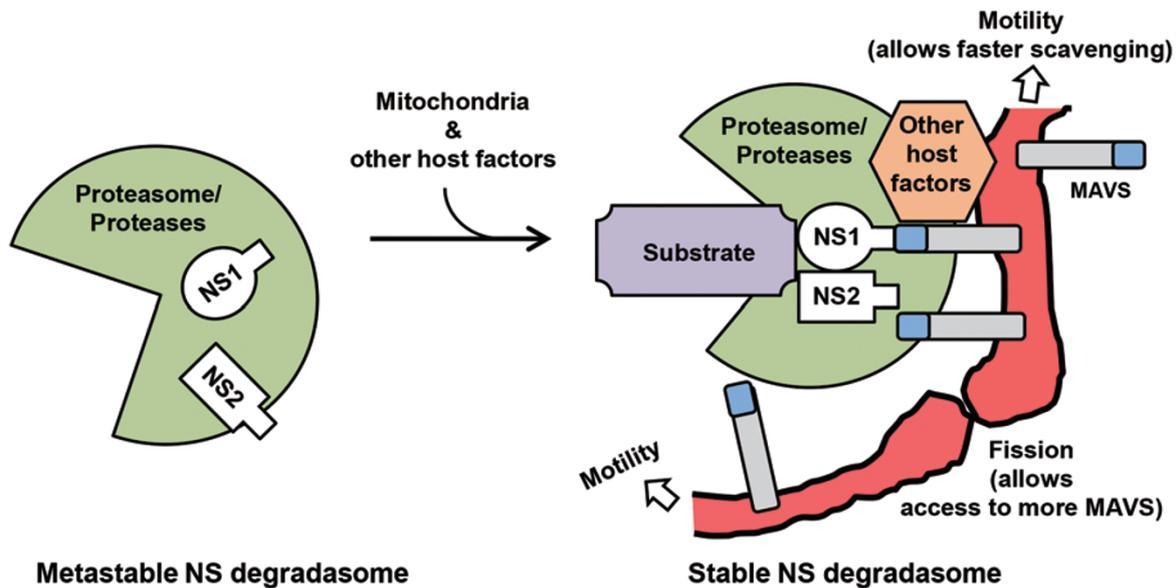 Proteasome/
Proteases
NS1
NS2
Metastable NS degradasome
Mitochondria
&
other host factors
Motility
(allows faster scavenging)
Proteasome/
Proteases
Other
host
factors
MAVS
Substrate
NS1
NS2
Motility
Fission
(allows
access to more MAVS)
Stable NS degradasome